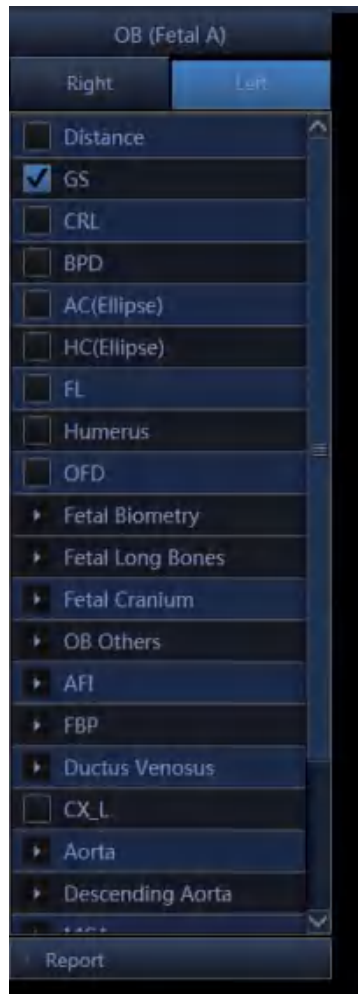 OB (Fetal A)
Right Left
Distance
GS
CRL
BPD
AC(Ellipse)
HC(Ellipse)
FL
Humerus
OFD
Fetal Biometry
Fetal Long Bones
Fetal Cranium
OB Others
AFI
FBP
Ductus Venosus
CX_L
Aorta
Descending Aorta
Report